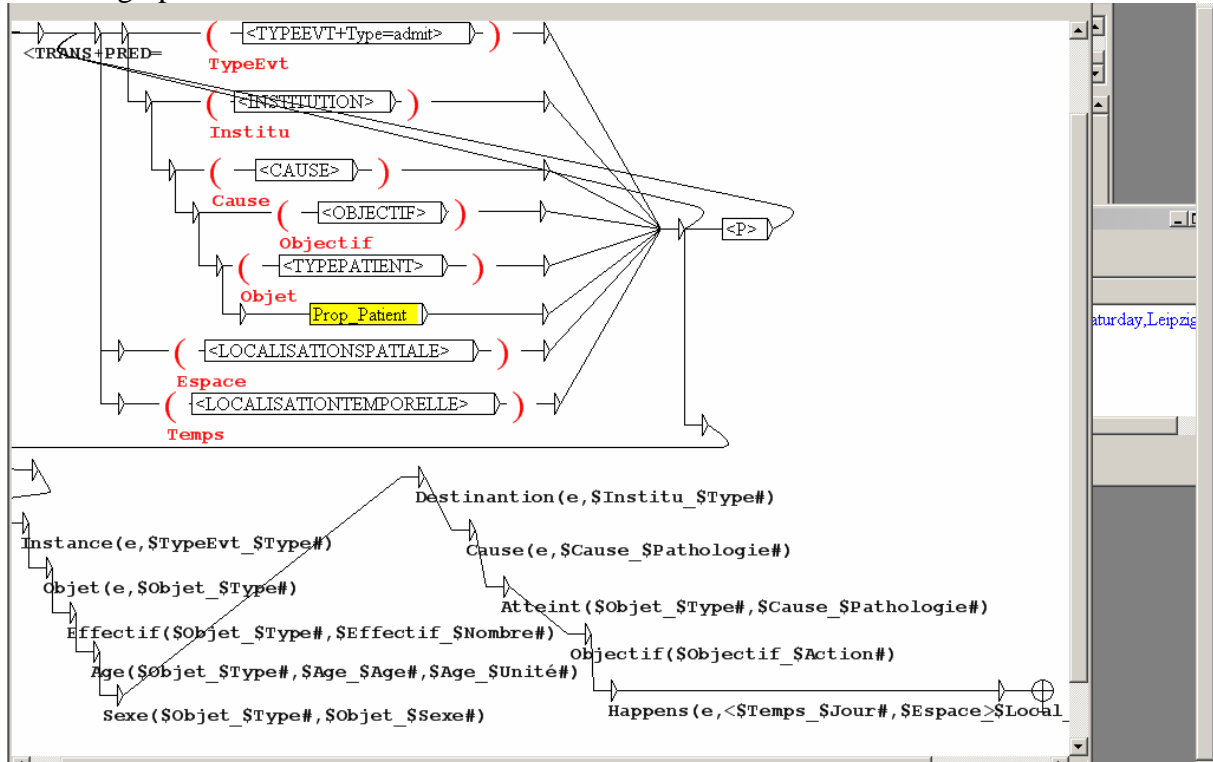 <TYPEEVT+Type=admit>
<TRANS+PRED=
TypeEvt
<INSTITUTION>
Institu
<CAUSE>
Cause
<OBJECTIF>
Objectif
<TYPEPATIENT>
Objet
Prop_Patient
<P>
aturday,Leipzig
<LOCALISATIONSPATIALE>
Espace
<LOCALISATIONTEMPORELLE>
Temps
Destinantion(e,$Institu_$Type#)
Instance(e,$TypeEvt_$Type#)
Cause(e,$Cause_$Pathologie#)
Objet(e,$Objet_$Type#)
Atteint($Objet_$Type#,$Cause_$Pathologie#)
Effectif($Objet_$Type#,$Effectif_$Nombre#)
Objectif($Objectif_$Action#)
Age($Objet_$Type#,$Age_$Age#,$Age_$Unité#)
Sexe($Objet_$Type#,$Objet_$Sexe#)
Happens(e,<$Temps_$Jour#,$Espace>$Local_